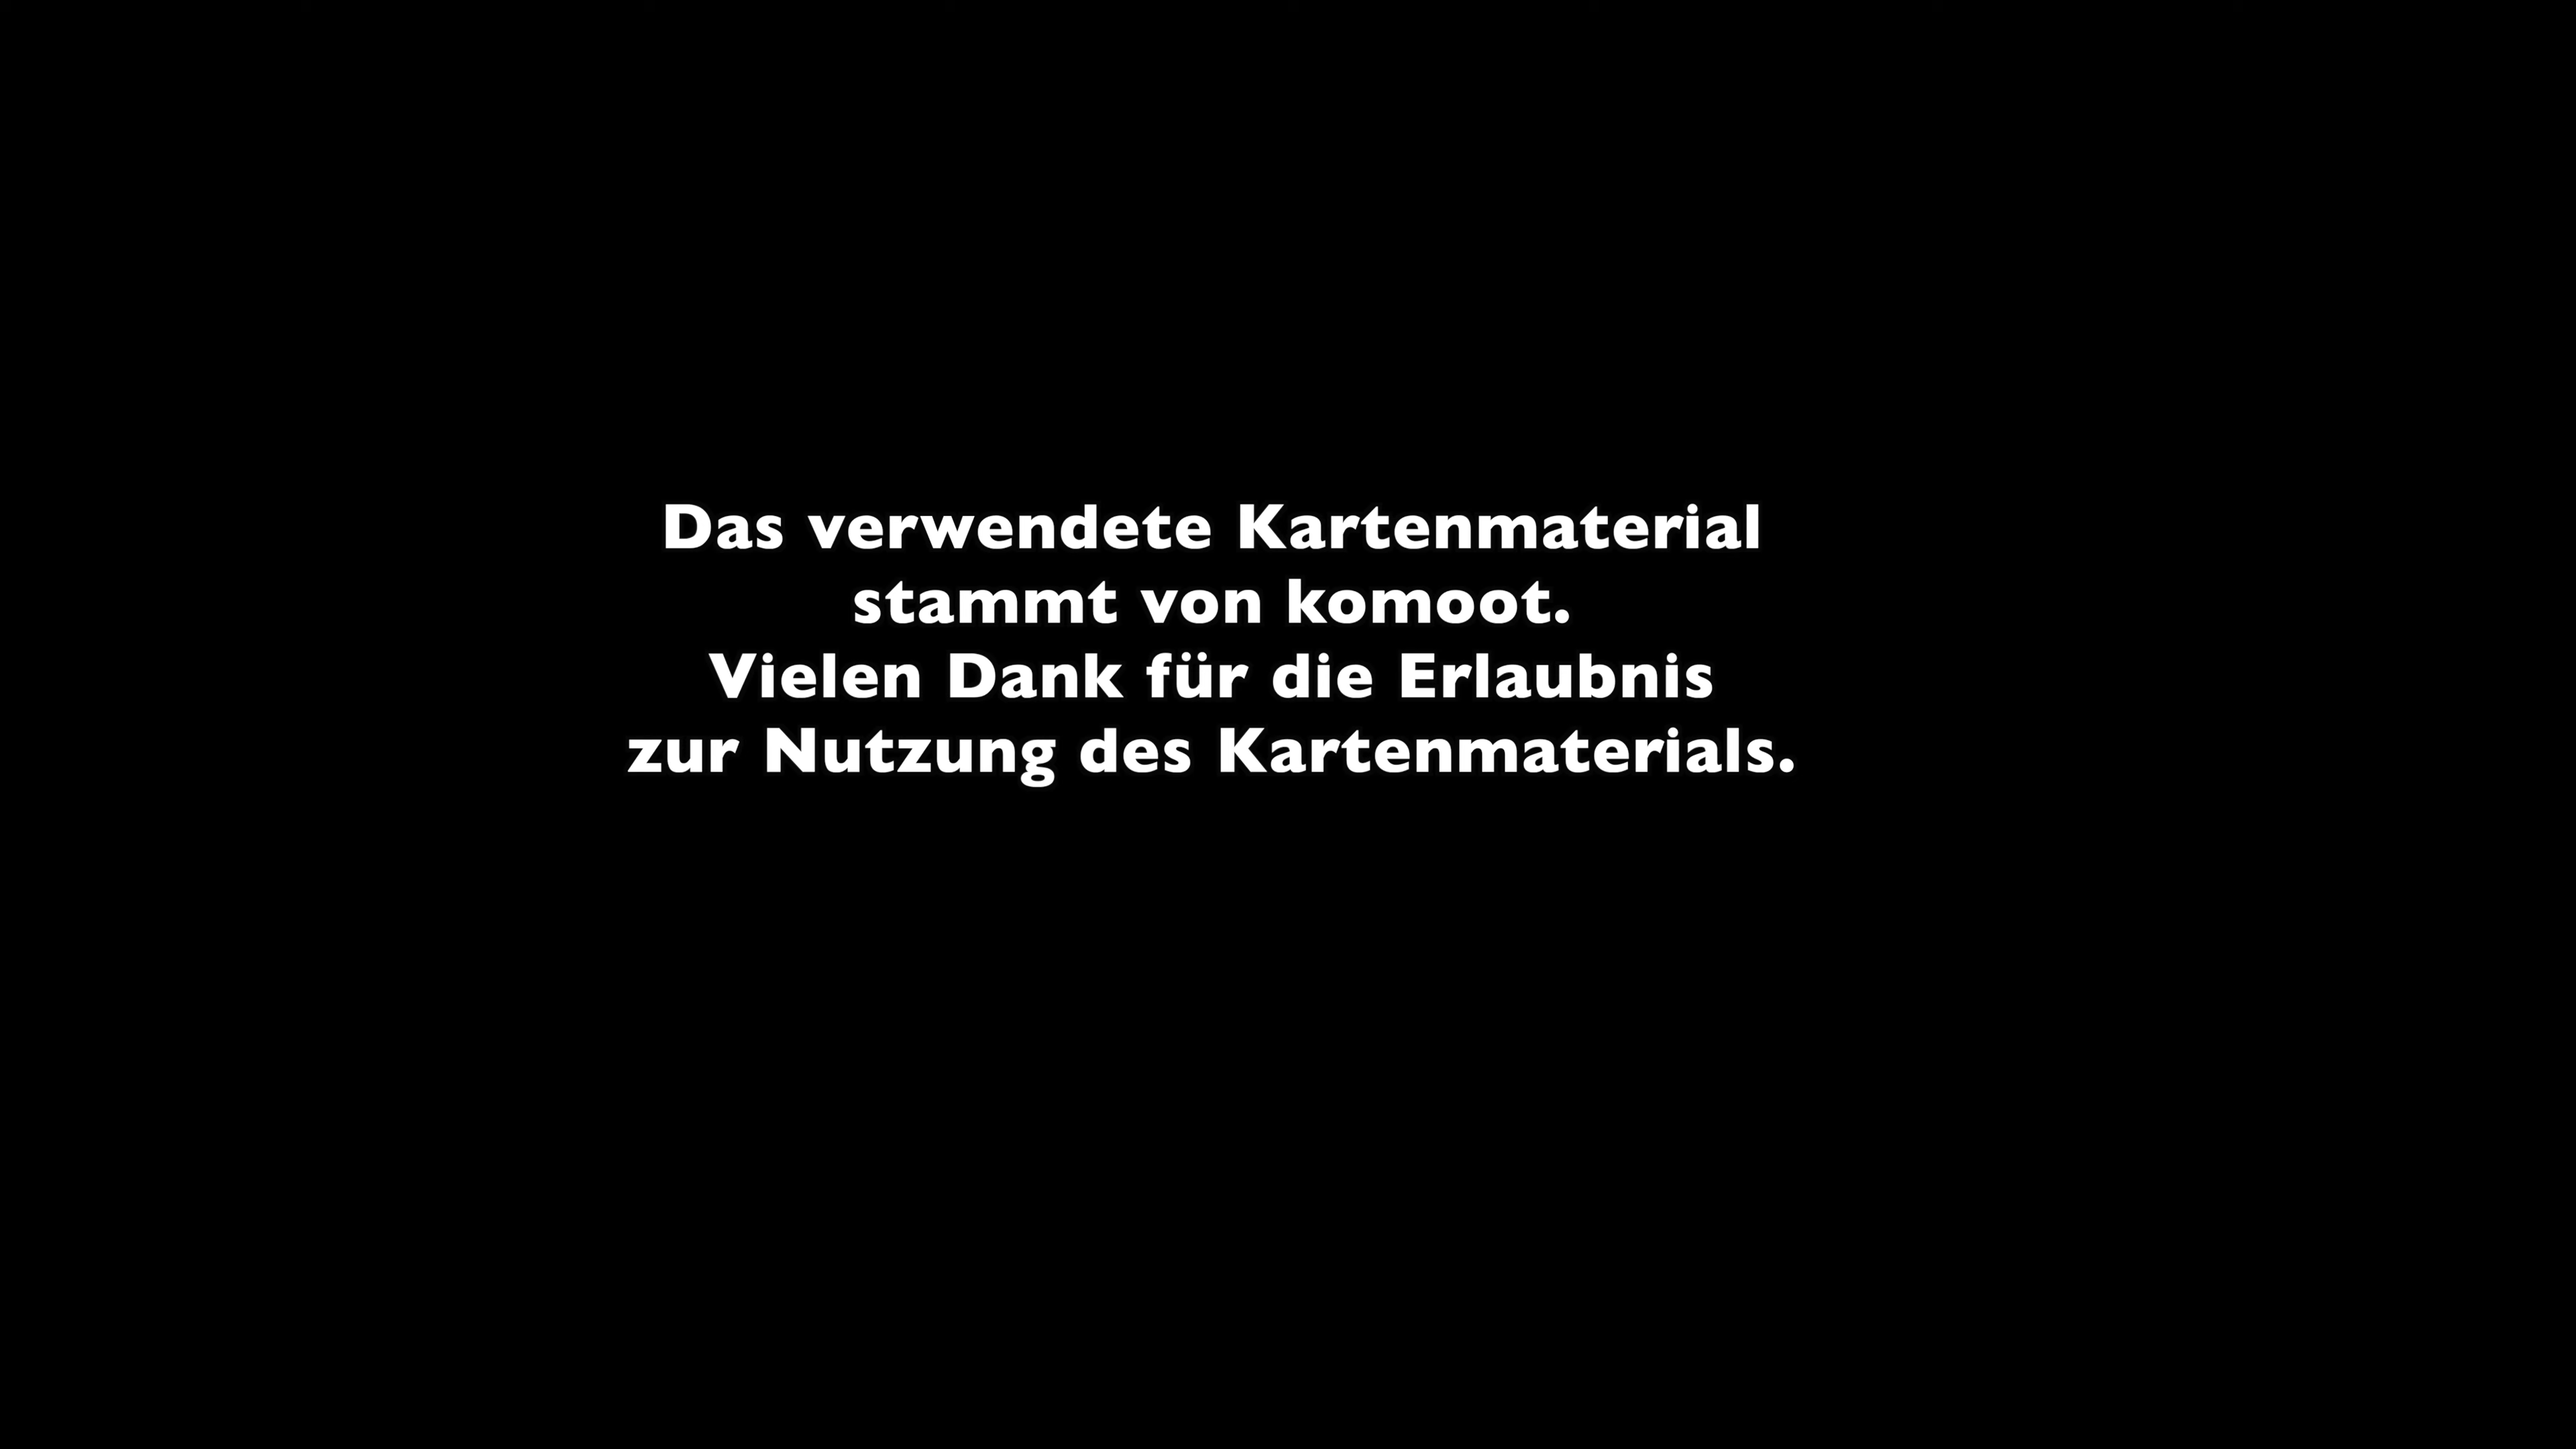 Das verwendete Kartenmaterial
stammt von komoot.
Vielen Dank für die Erlaubnis
zur Nutzung des Kartenmaterials.